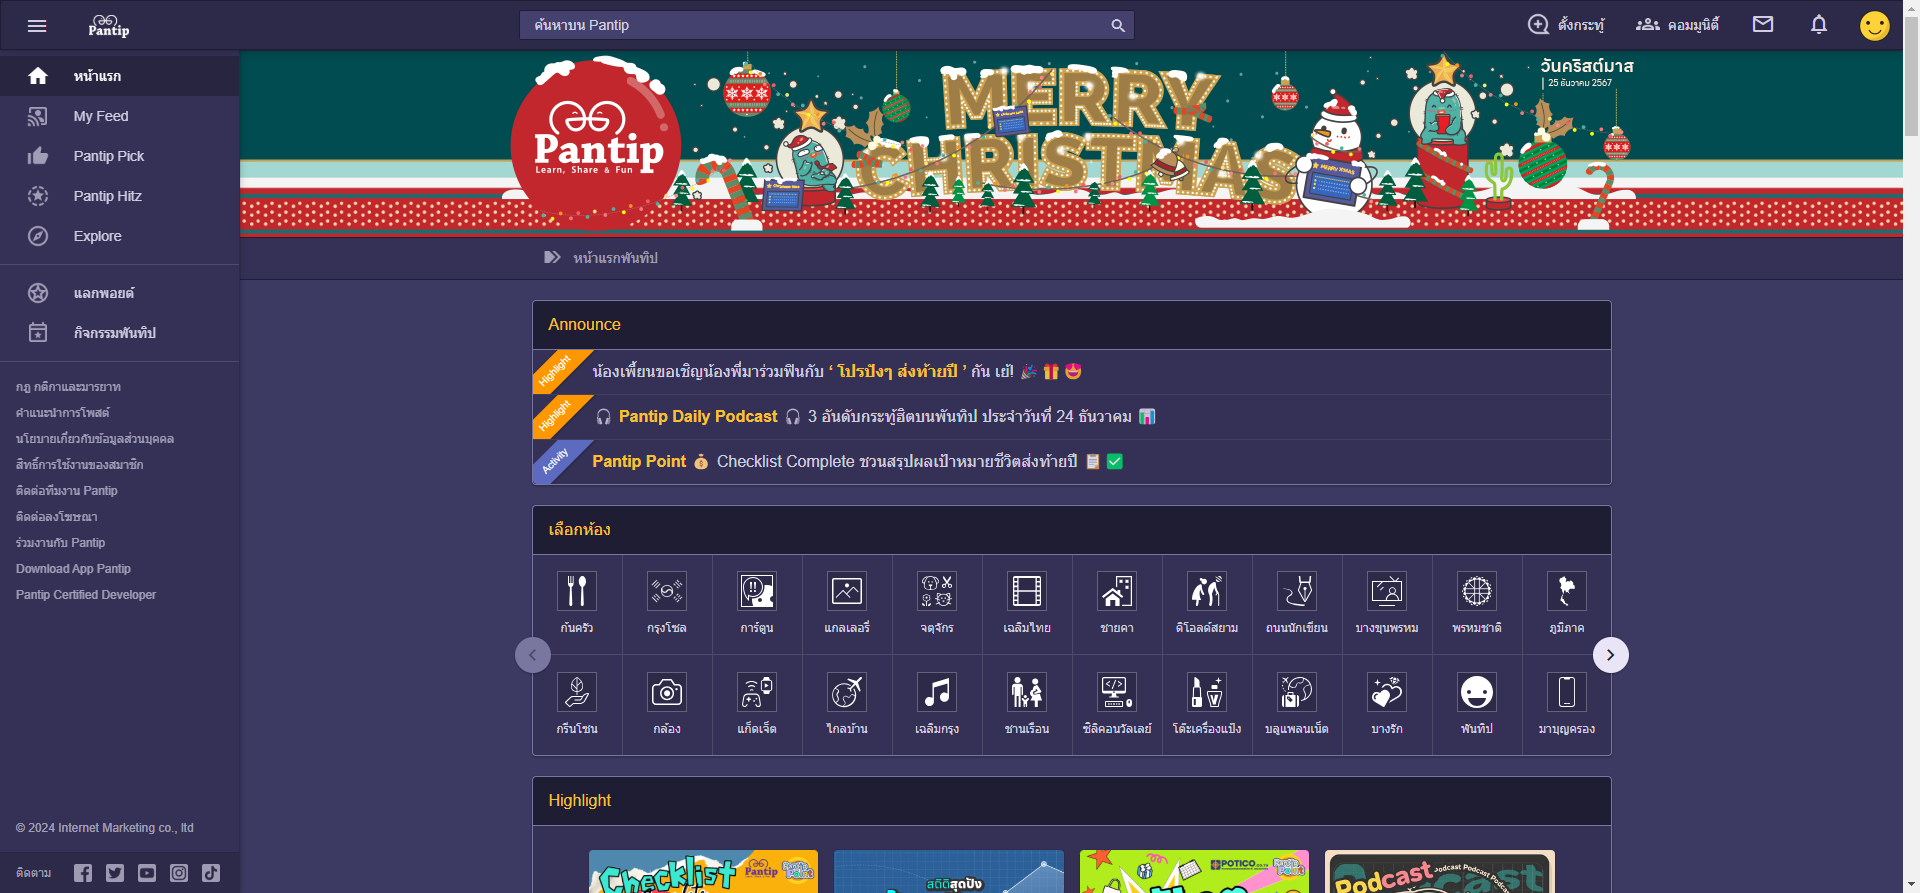 Pantip
ค้นหาบน Pantip
ตั้งกระทู้
คอมมูนิตี้
หน้าแรก
My Feed
Pantip Pick
Pantip Hitz
Explore
แลกพอยต์
กิจกรรมพันทิป
กฎ กติกาและมารยาท
คำแนะนำการโพสต์
นโยบายเกี่ยวกับข้อมูลส่วนบุคคล
สิทธิ์การใช้งานของสมาชิก
ติดต่อทีมงาน Pantip
ติดต่อลงโฆษณา
ร่วมงานกับ Pantip
Download App Pantip
Pantip Certified Developer
© 2024 Internet Marketing co., ltd
ติดตาม
Pantip
Learn, Share & Fun
MERRY
CHRISTMAS
MERRY XMAS
วันคริสต์มาส
25 ธันวาคม 2567
หน้าแรกพันทิป
Announce
Highlight น้องเพี้ยนขอเชิญน้องพี่มาร่วมฟินกับ ‘ โปรปังๆ ส่งท้ายปี ’ กัน เย้! 🎉 🎁 😍
Highlight 🎧 Pantip Daily Podcast 🎧 3 อันดับกระทู้ฮิตบนพันทิป ประจำวันที่ 24 ธันวาคม 📊
Activity Pantip Point 💰 Checklist Complete ชวนสรุปผลเป้าหมายชีวิตส่งท้ายปี 📋 ✅
เลือกห้อง
ก้นครัว กรุงโซล การ์ตูน แกลเลอรี่ จตุจักร เฉลิมไทย ชายคา ดิโอลด์สยาม ถนนนักเขียน บางขุนพรหม พรหมชาติ ภูมิภาค
กรีนโซน กล้อง แก็ดเจ็ต ไกลบ้าน เฉลิมกรุง ชานเรือน ซิลิคอนวัลเลย์ โต๊ะเครื่องแป้ง บลูแพลนเน็ต บางรัก พันทิป มาบุญครอง
Highlight
Checklist
Pantip
Pantip Point
สถิติสุดปัง
POTICO
Pantip Point
Podcast
Podcast Podcast Podcast